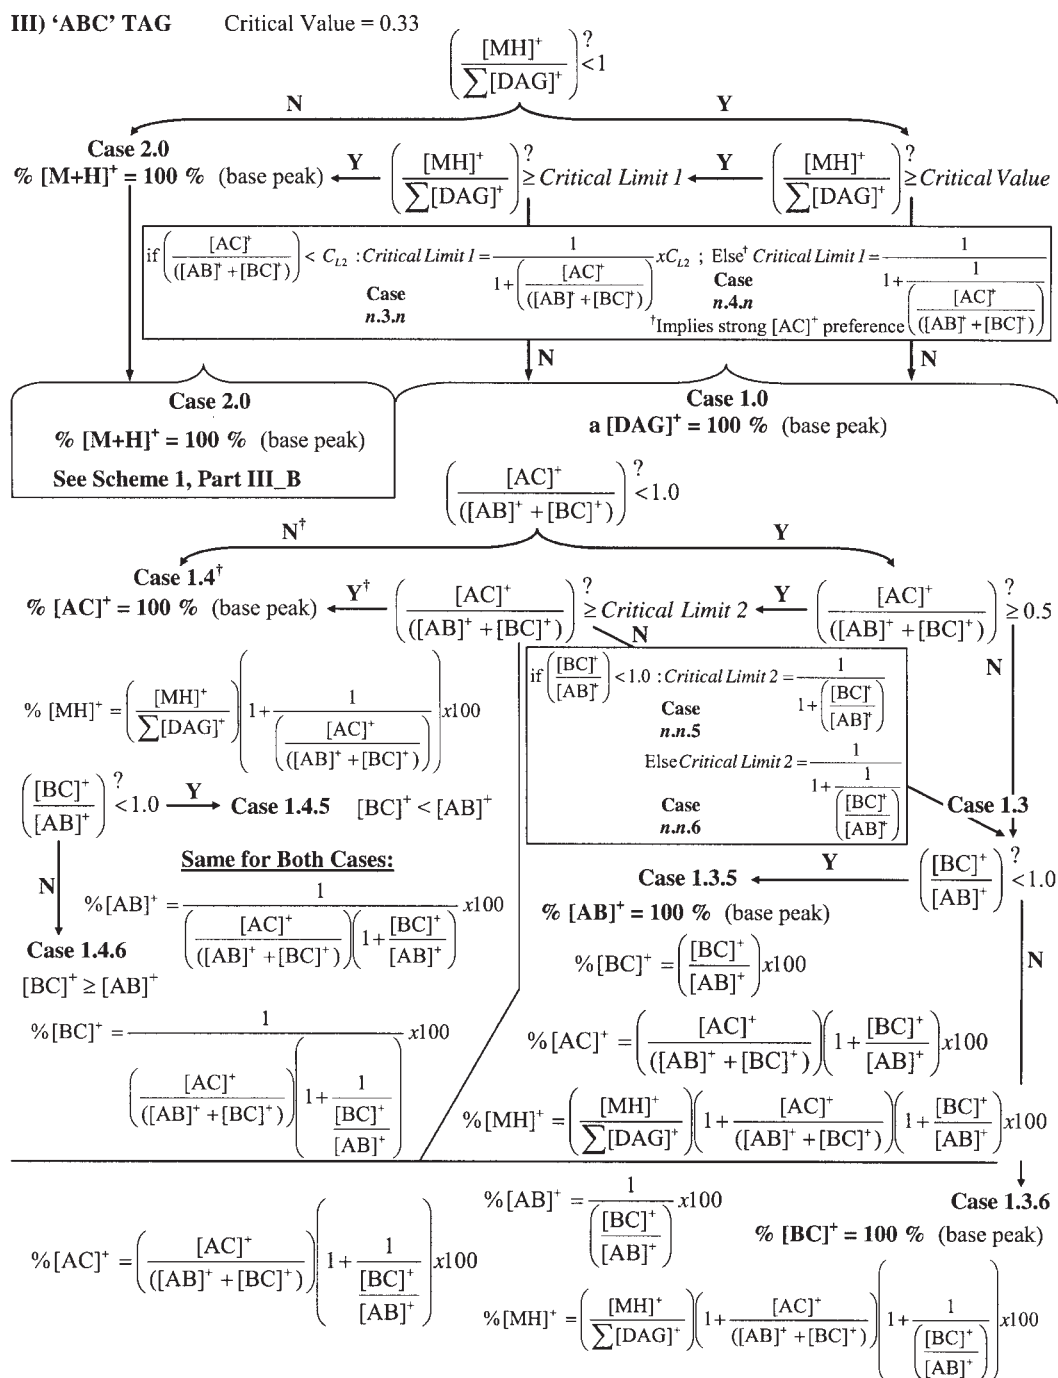 III) ‘ABC’ TAG Critical Value = 0.33
([MH]⁺ / ∑[DAG]⁺) <1 ?
N Y
Case 2.0
% [M+H]⁺ = 100 % (base peak) Y ([MH]⁺ / ∑[DAG]⁺) ≥ Critical Limit 1 ? Y ([MH]⁺ / ∑[DAG]⁺) ≥ Critical Value ?
if ([AC]⁺ / ([AB]⁺ +[BC]⁺)) < C_L2 : Critical Limit 1 = 1 / (1+([AC]⁺ / ([AB]⁺ +[BC]⁺))) x C_L2 ; Else† Critical Limit 1 = 1 / (1+ 1 / ([AC]⁺ / ([AB]⁺ +[BC]⁺)))
Case n.3.n
Case n.4.n
†Implies strong [AC]⁺ preference
N N
Case 2.0
% [M+H]⁺ = 100 % (base peak)
See Scheme 1, Part III_B
Case 1.0
a [DAG]⁺ = 100 % (base peak)
([AC]⁺ / ([AB]⁺ +[BC]⁺)) <1.0 ?
N† Y
Case 1.4†
% [AC]⁺ = 100 % (base peak) Y† ([AC]⁺ / ([AB]⁺ +[BC]⁺)) ≥ Critical Limit 2 ? Y ([AC]⁺ / ([AB]⁺ +[BC]⁺)) ≥ 0.5 ?
N
N
if ([BC]⁺ / [AB]⁺) < 1.0 : Critical Limit 2 = 1 / (1+([BC]⁺ / [AB]⁺))
Case n.n.5
Else Critical Limit 2 = 1 / (1+ 1 / ([BC]⁺ / [AB]⁺))
Case n.n.6
Case 1.3
% [MH]⁺ = ([MH]⁺ / ∑[DAG]⁺)(1+ 1 / ([AC]⁺ / ([AB]⁺ +[BC]⁺)))x100
([BC]⁺ / [AB]⁺) <1.0 ? Y Case 1.4.5 [BC]⁺ < [AB]⁺
N
Same for Both Cases:
%[AB]⁺ = 1 / (([AC]⁺ / ([AB]⁺ +[BC]⁺))(1+ [BC]⁺ / [AB]⁺)) x100
Case 1.4.6
[BC]⁺ ≥ [AB]⁺
%[BC]⁺ = 1 / (([AC]⁺ / ([AB]⁺ +[BC]⁺))(1+ 1 / ([BC]⁺ / [AB]⁺))) x100
([BC]⁺ / [AB]⁺) <1.0 ?
Y
Case 1.3.5
% [AB]⁺ = 100 % (base peak)
N
%[BC]⁺ = ([BC]⁺ / [AB]⁺)x100
%[AC]⁺ = ([AC]⁺ / ([AB]⁺ +[BC]⁺))(1+ [BC]⁺ / [AB]⁺)x100
%[MH]⁺ = ([MH]⁺ / ∑[DAG]⁺)(1+ [AC]⁺ / ([AB]⁺ +[BC]⁺))(1+ [BC]⁺ / [AB]⁺)x100
Case 1.3.6
% [BC]⁺ = 100 % (base peak)
%[AB]⁺ = 1 / ([BC]⁺ / [AB]⁺) x100
%[AC]⁺ = ([AC]⁺ / ([AB]⁺ +[BC]⁺))(1+ 1 / ([BC]⁺ / [AB]⁺))x100
%[MH]⁺ = ([MH]⁺ / ∑[DAG]⁺)(1+ [AC]⁺ / ([AB]⁺ +[BC]⁺))(1+ 1 / ([BC]⁺ / [AB]⁺))x100